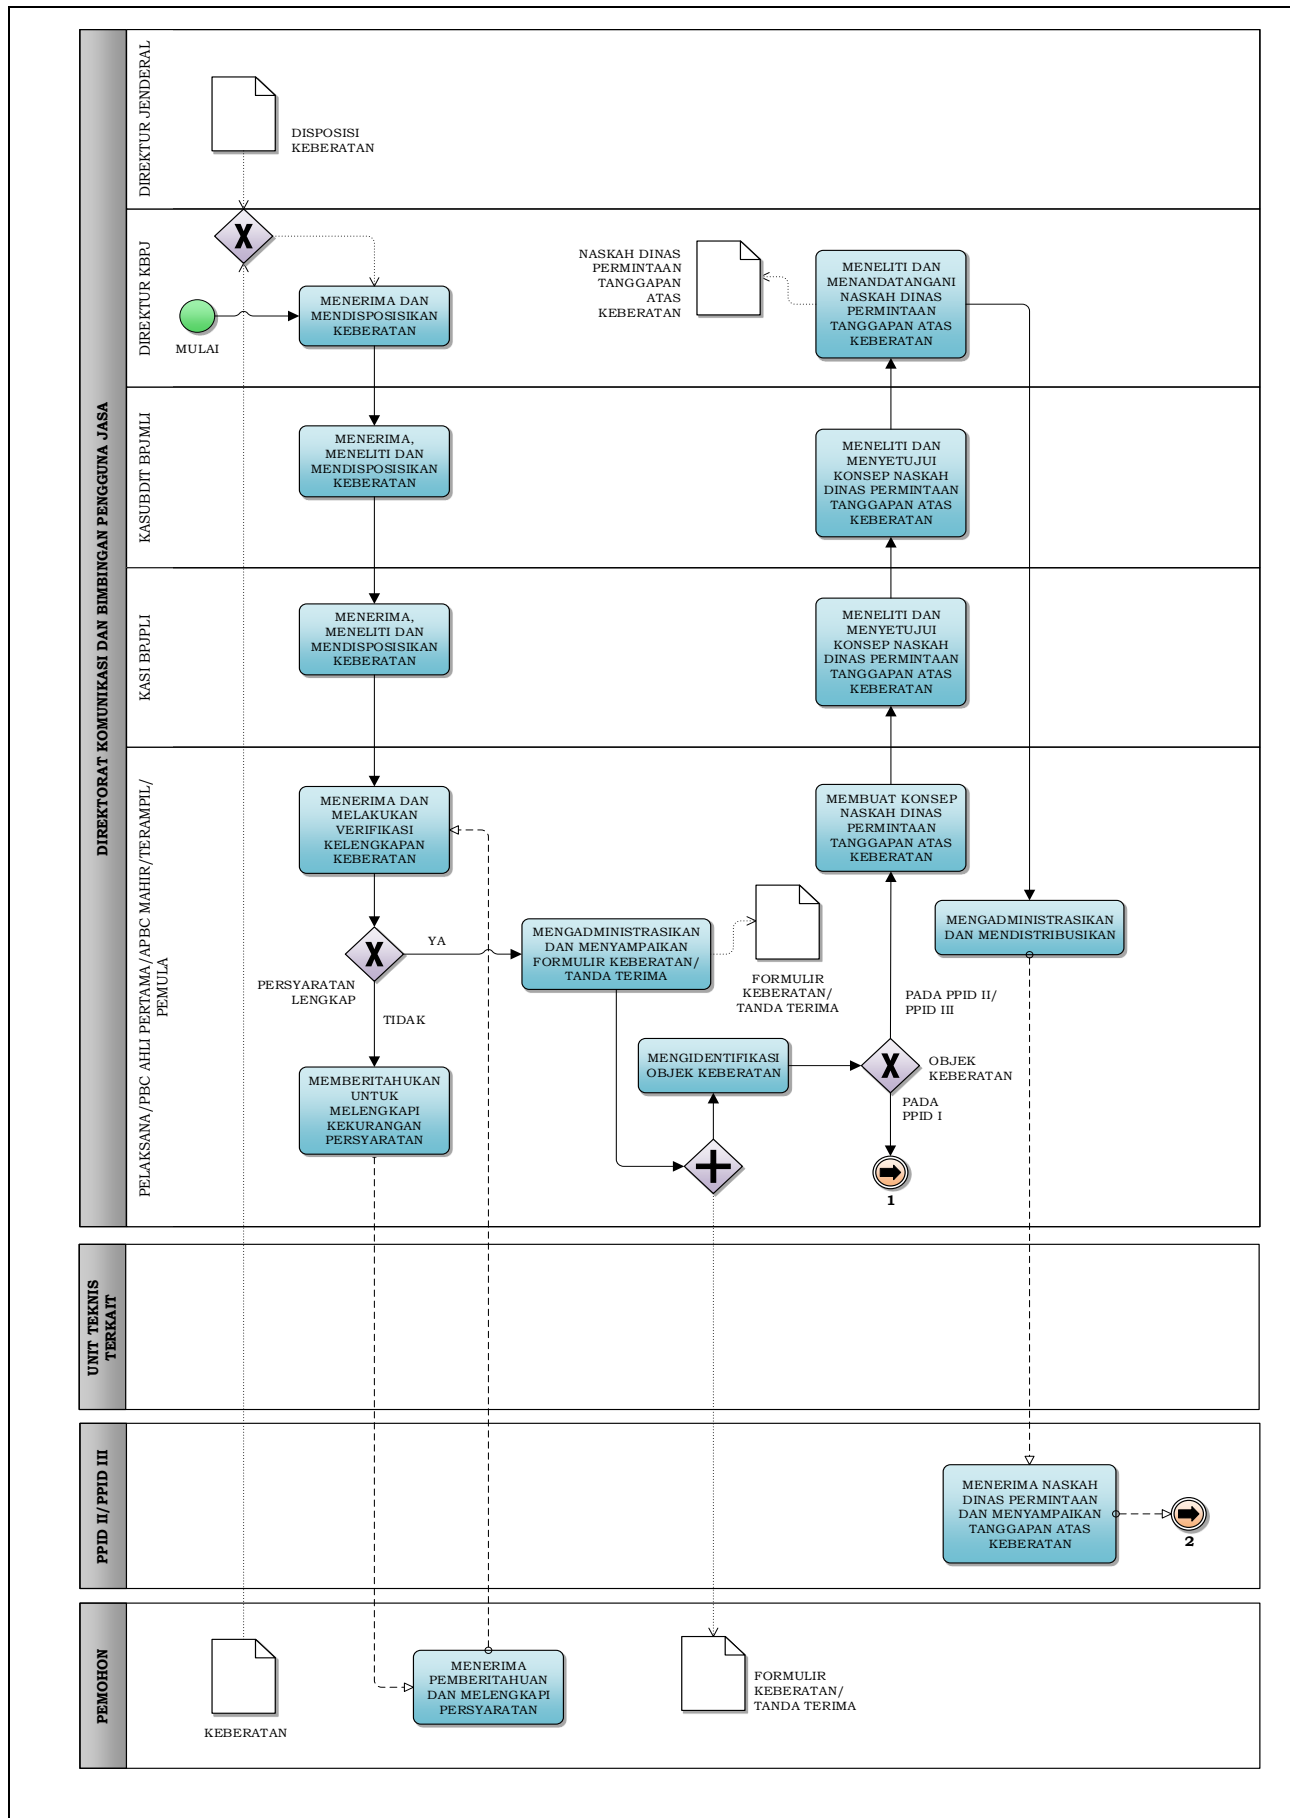 DIREKTORAT KOMUNIKASI DAN BIMBINGAN PENGGUNA JASA
DIREKTUR JENDERAL
DISPOSISI
KEBERATAN
DIREKTUR KBPJ
MULAI
MENERIMA DAN
MENDISPOSISIKAN
KEBERATAN
NASKAH DINAS
PERMINTAAN
TANGGAPAN
ATAS
KEBERATAN
MENELITI DAN
MENANDATANGANI
NASKAH DINAS
PERMINTAAN
TANGGAPAN ATAS
KEBERATAN
KASUBDIT BPJMLI
MENERIMA,
MENELITI DAN
MENDISPOSISIKAN
KEBERATAN
MENELITI DAN
MENYETUJUI
KONSEP NASKAH
DINAS PERMINTAAN
TANGGAPAN ATAS
KEBERATAN
KASI BPJPLI
MENERIMA,
MENELITI DAN
MENDISPOSISIKAN
KEBERATAN
MENELITI DAN
MENYETUJUI
KONSEP NASKAH
DINAS PERMINTAAN
TANGGAPAN ATAS
KEBERATAN
PELAKSANA/PBC AHLI PERTAMA/APBC MAHIR/TERAMPIL/
PEMULA
MENERIMA DAN
MELAKUKAN
VERIFIKASI
KELENGKAPAN
KEBERATAN
MEMBUAT KONSEP
NASKAH DINAS
PERMINTAAN
TANGGAPAN ATAS
KEBERATAN
PERSYARATAN
LENGKAP
YA
TIDAK
MENGADMINISTRASIKAN
DAN MENYAMPAIKAN
FORMULIR KEBERATAN/
TANDA TERIMA
FORMULIR
KEBERATAN/
TANDA TERIMA
MENGADMINISTRASIKAN
DAN MENDISTRIBUSIKAN
PADA PPID II/
PPID III
MENGIDENTIFIKASI
OBJEK KEBERATAN
OBJEK
KEBERATAN
PADA
PPID I
MEMBERITAHUKAN
UNTUK
MELENGKAPI
KEKURANGAN
PERSYARATAN
1
UNIT TEKNIS
TERKAIT
PPID II/PPID III
MENERIMA NASKAH
DINAS PERMINTAAN
DAN MENYAMPAIKAN
TANGGAPAN ATAS
KEBERATAN
2
PEMOHON
KEBERATAN
MENERIMA
PEMBERITAHUAN
DAN MELENGKAPI
PERSYARATAN
FORMULIR
KEBERATAN/
TANDA TERIMA